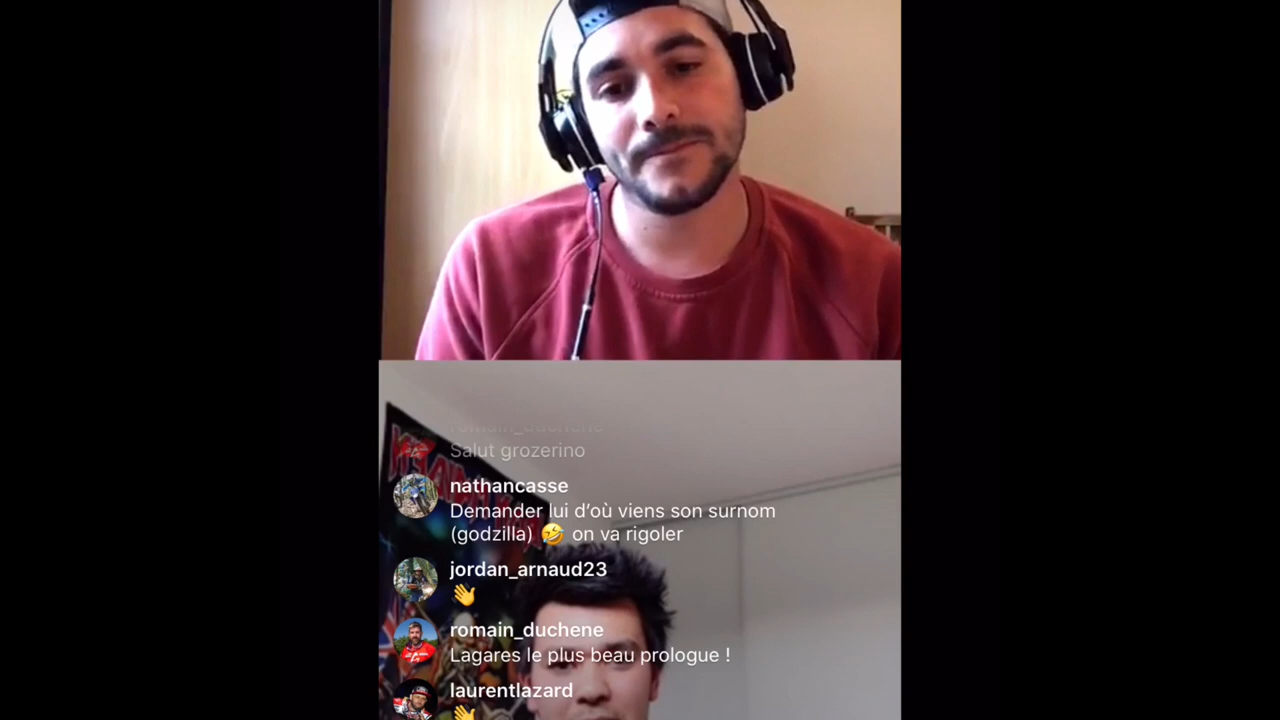 romain_duchene
Salut grozerino
nathancasse
Demander lui d'où viens son surnom
(godzilla) 🤣 on va rigoler
jordan_arnaud23
👋
romain_duchene
Lagares le plus beau prologue !
laurentlazard
👋